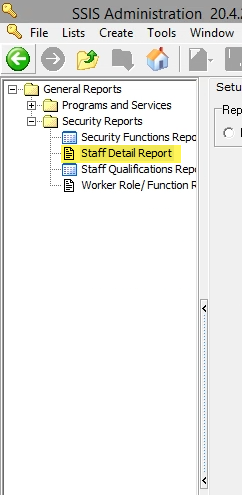 SSIS Administration 20.4.
File Lists Create Tools Window
General Reports
Setu
Programs and Services
Rep
Security Reports
Security Functions Repo
Staff Detail Report
Staff Qualifications Repo
Worker Role/ Function R